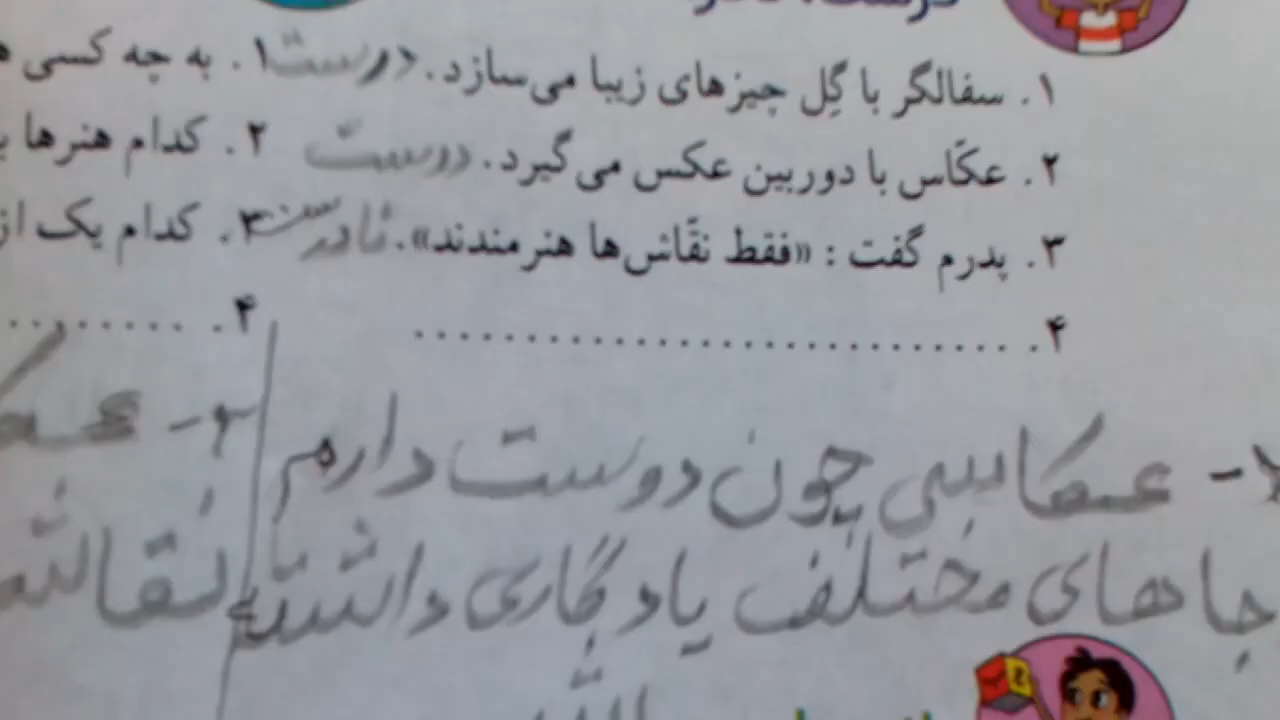 ۱. سفالگر با گِل چیزهای زیبا می‌سازد. درست
۲. عکّاس با دوربین عکس می‌گیرد. درست
۳. پدرم گفت : «فقط نقّاش‌ها هنرمندند». نادرست
۴. ..............................
۱. به چه کسی
۲. کدام هنرها
۳. کدام یک از
۴. ..........
عکاسی چون دوست دارم
جاهای مختلف یادگاری داشته